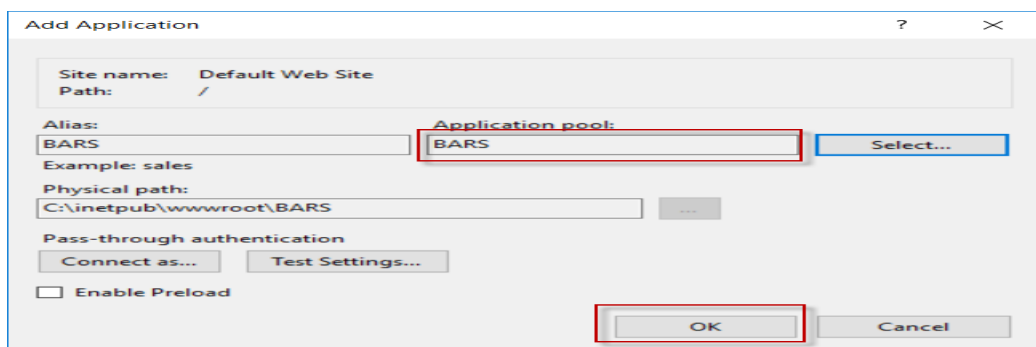 Add Application ?
Site name: Default Web Site
Path: /
Alias: Application pool:
BARS BARS Select...
Example: sales
Physical path:
C:\inetpub\wwwroot\BARS ...
Pass-through authentication
Connect as... Test Settings...
Enable Preload
OK Cancel